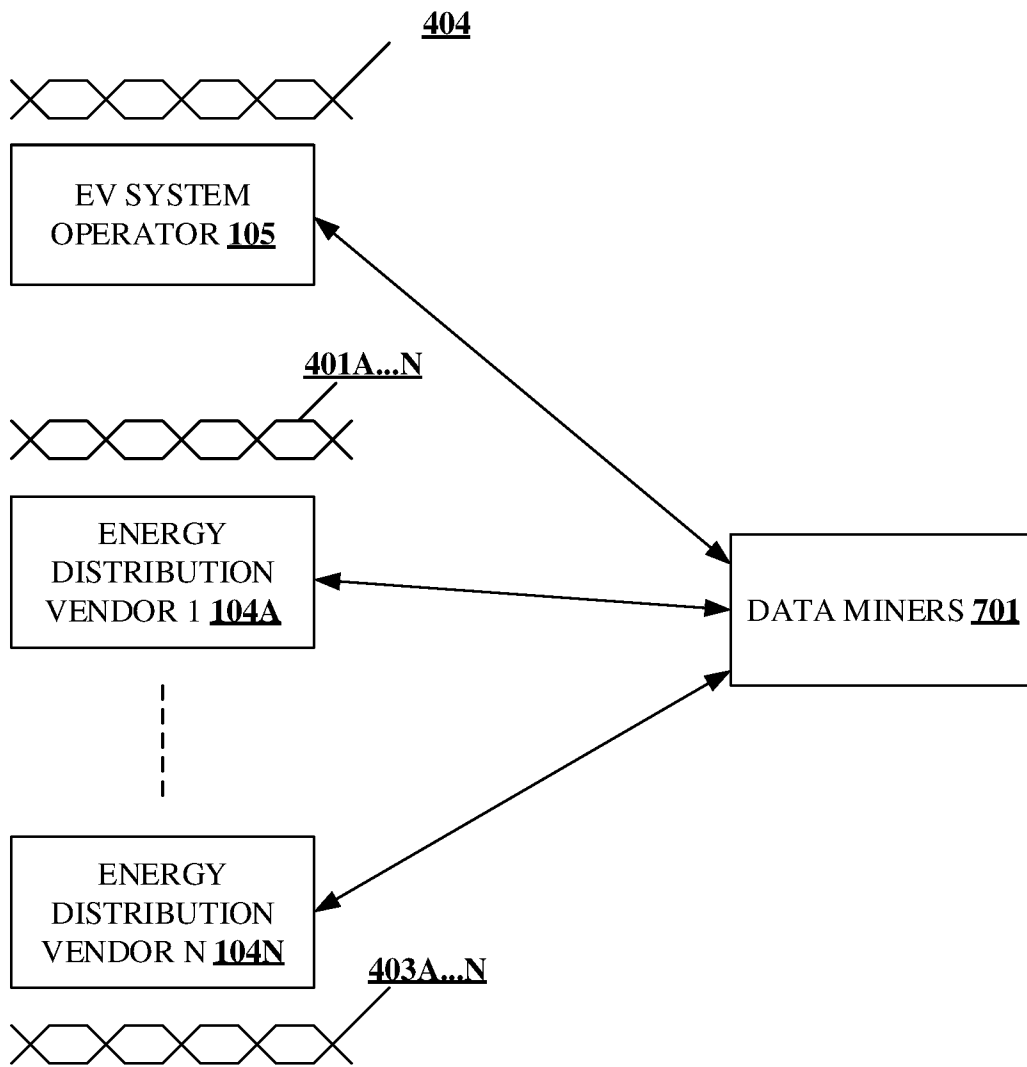 404
EV SYSTEM
OPERATOR 105
401A...N
ENERGY
DISTRIBUTION
VENDOR 1 104A
DATA MINERS 701
ENERGY
DISTRIBUTION
VENDOR N 104N
403A...N